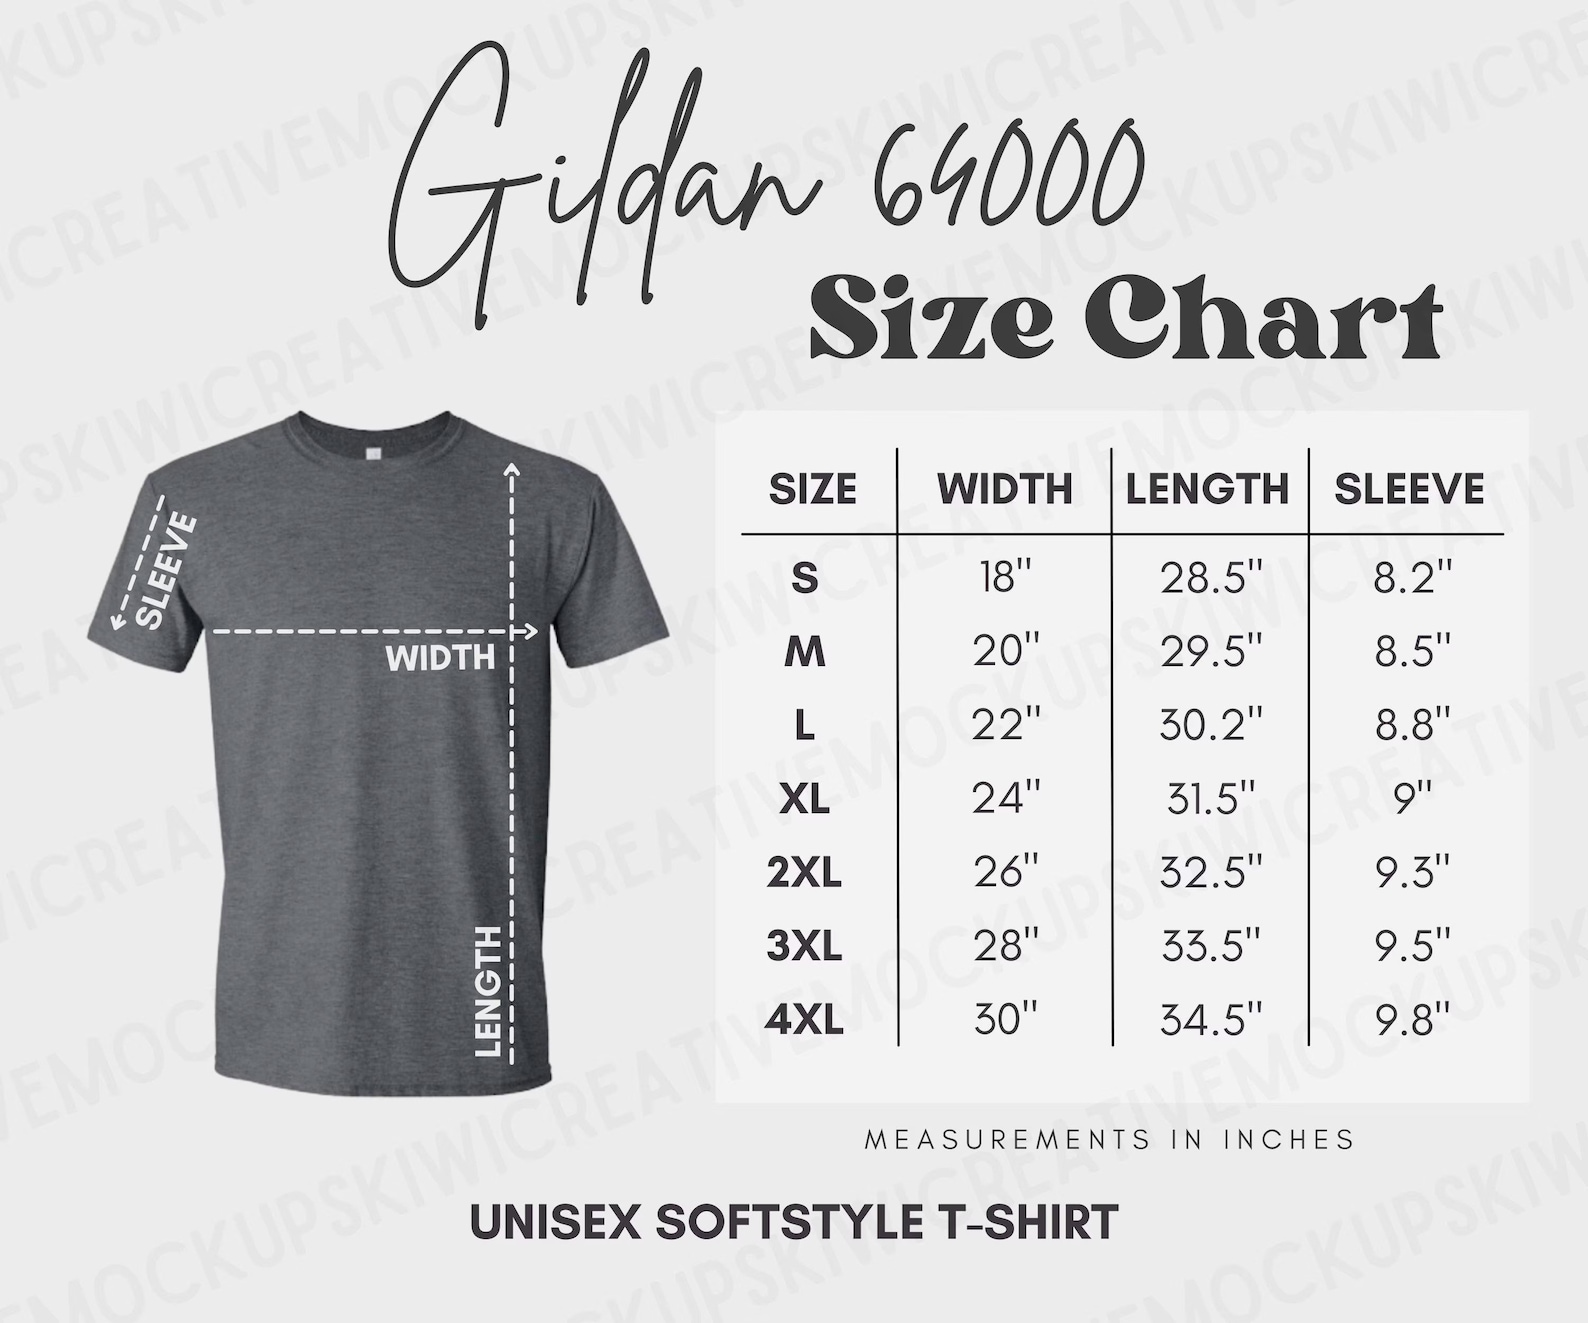 Gildan 64000
Size Chart
SLEEVE
WIDTH
LENGTH
SIZE WIDTH LENGTH SLEEVE
S 18" 28.5" 8.2"
M 20" 29.5" 8.5"
L 22" 30.2" 8.8"
XL 24" 31.5" 9"
2XL 26" 32.5" 9.3"
3XL 28" 33.5" 9.5"
4XL 30" 34.5" 9.8"
MEASUREMENTS IN INCHES
UNISEX SOFTSTYLE T-SHIRT
KIWICREATIVEMOCKUPS